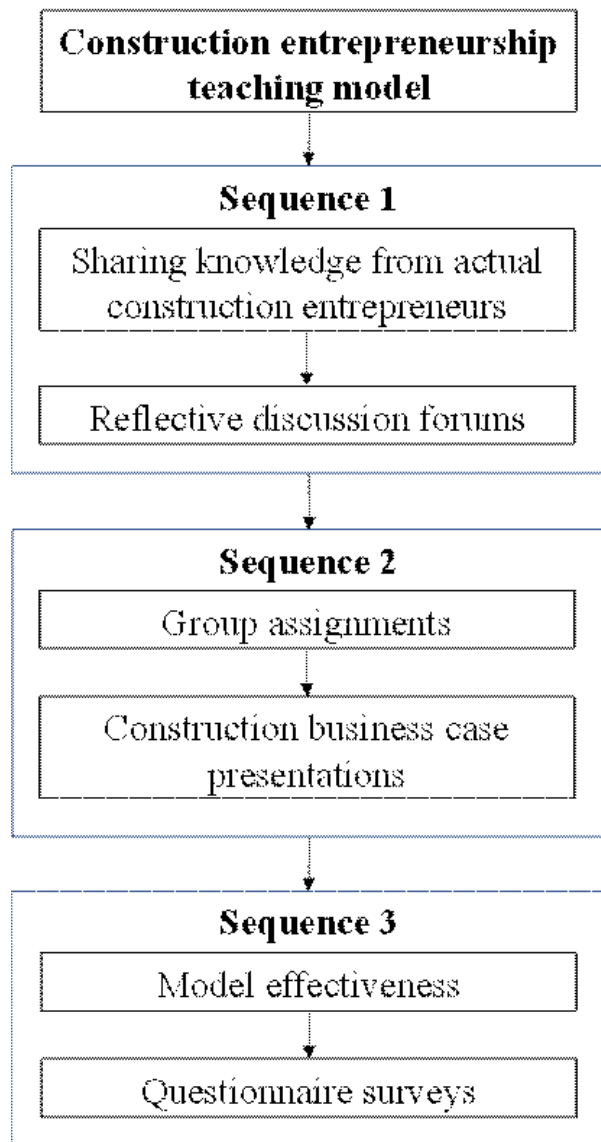 Construction entrepreneurship
teaching model
Sequence 1
Sharing knowledge from actual
construction entrepreneurs
Reflective discussion forums
Sequence 2
Group assignments
Construction business case
presentations
Sequence 3
Model effectiveness
Questionnaire surveys